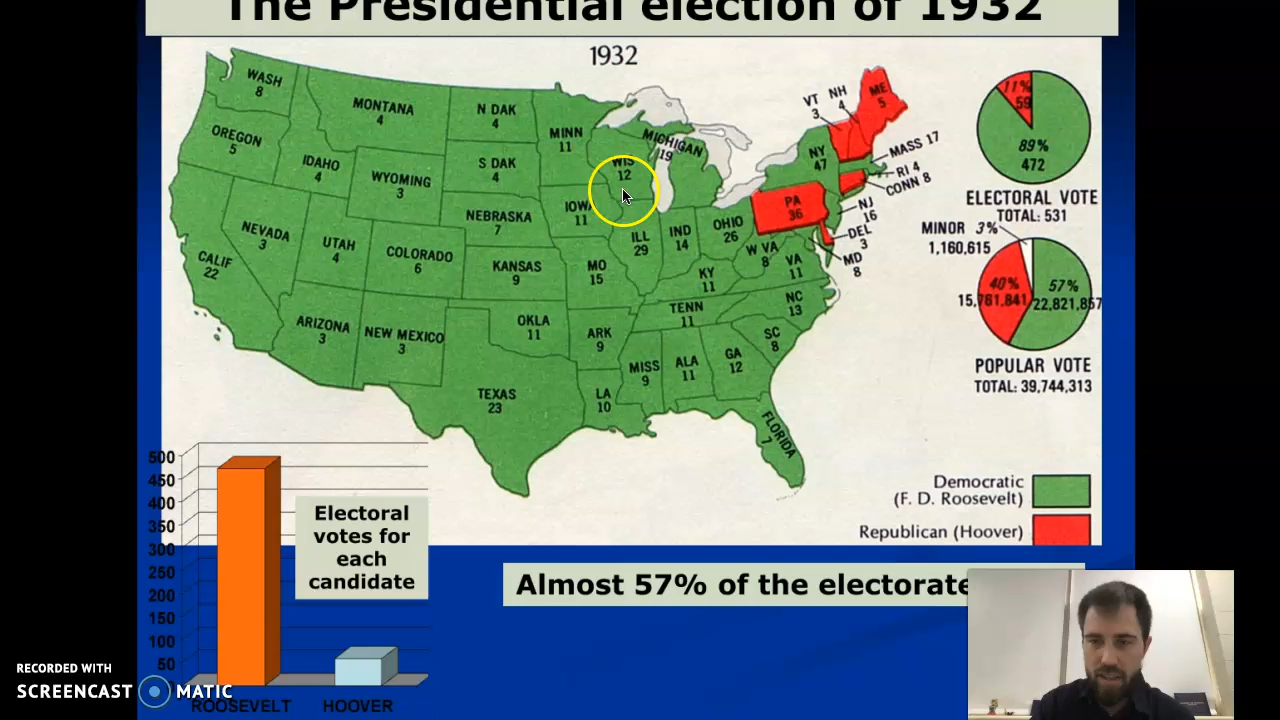 The Presidential election of 1932
1932
WASH
8
OREGON
5
CALIF
22
NEVADA
3
IDAHO
4
MONTANA
4
WYOMING
3
UTAH
4
COLORADO
6
ARIZONA
3
NEW MEXICO
3
N DAK
4
S DAK
4
NEBRASKA
7
KANSAS
9
OKLA
11
TEXAS
23
MINN
11
IOWA
11
MO
15
ARK
9
LA
10
WIS
12
MICHIGAN
19
ILL
29
IND
14
OHIO
26
KY
11
TENN
11
MISS
9
ALA
11
GA
12
FLORIDA
7
SC
8
NC
13
VA
11
W VA
8
PA
36
NY
47
VT
3
NH
4
ME
5
MASS 17
RI 4
CONN 8
NJ
16
DEL
3
MD
8
11%
59
89%
472
ELECTORAL VOTE
TOTAL: 531
MINOR 3%
1,160,615
40%
15,761,841
57%
22,821,857
POPULAR VOTE
TOTAL: 39,744,313
Democratic
(F. D. Roosevelt)
Republican (Hoover)
500
450
400
350
300
250
200
150
100
50
ROOSEVELT
HOOVER
Electoral
votes for
each
candidate
Almost 57% of the electorate
RECORDED WITH
SCREENCAST MATIC